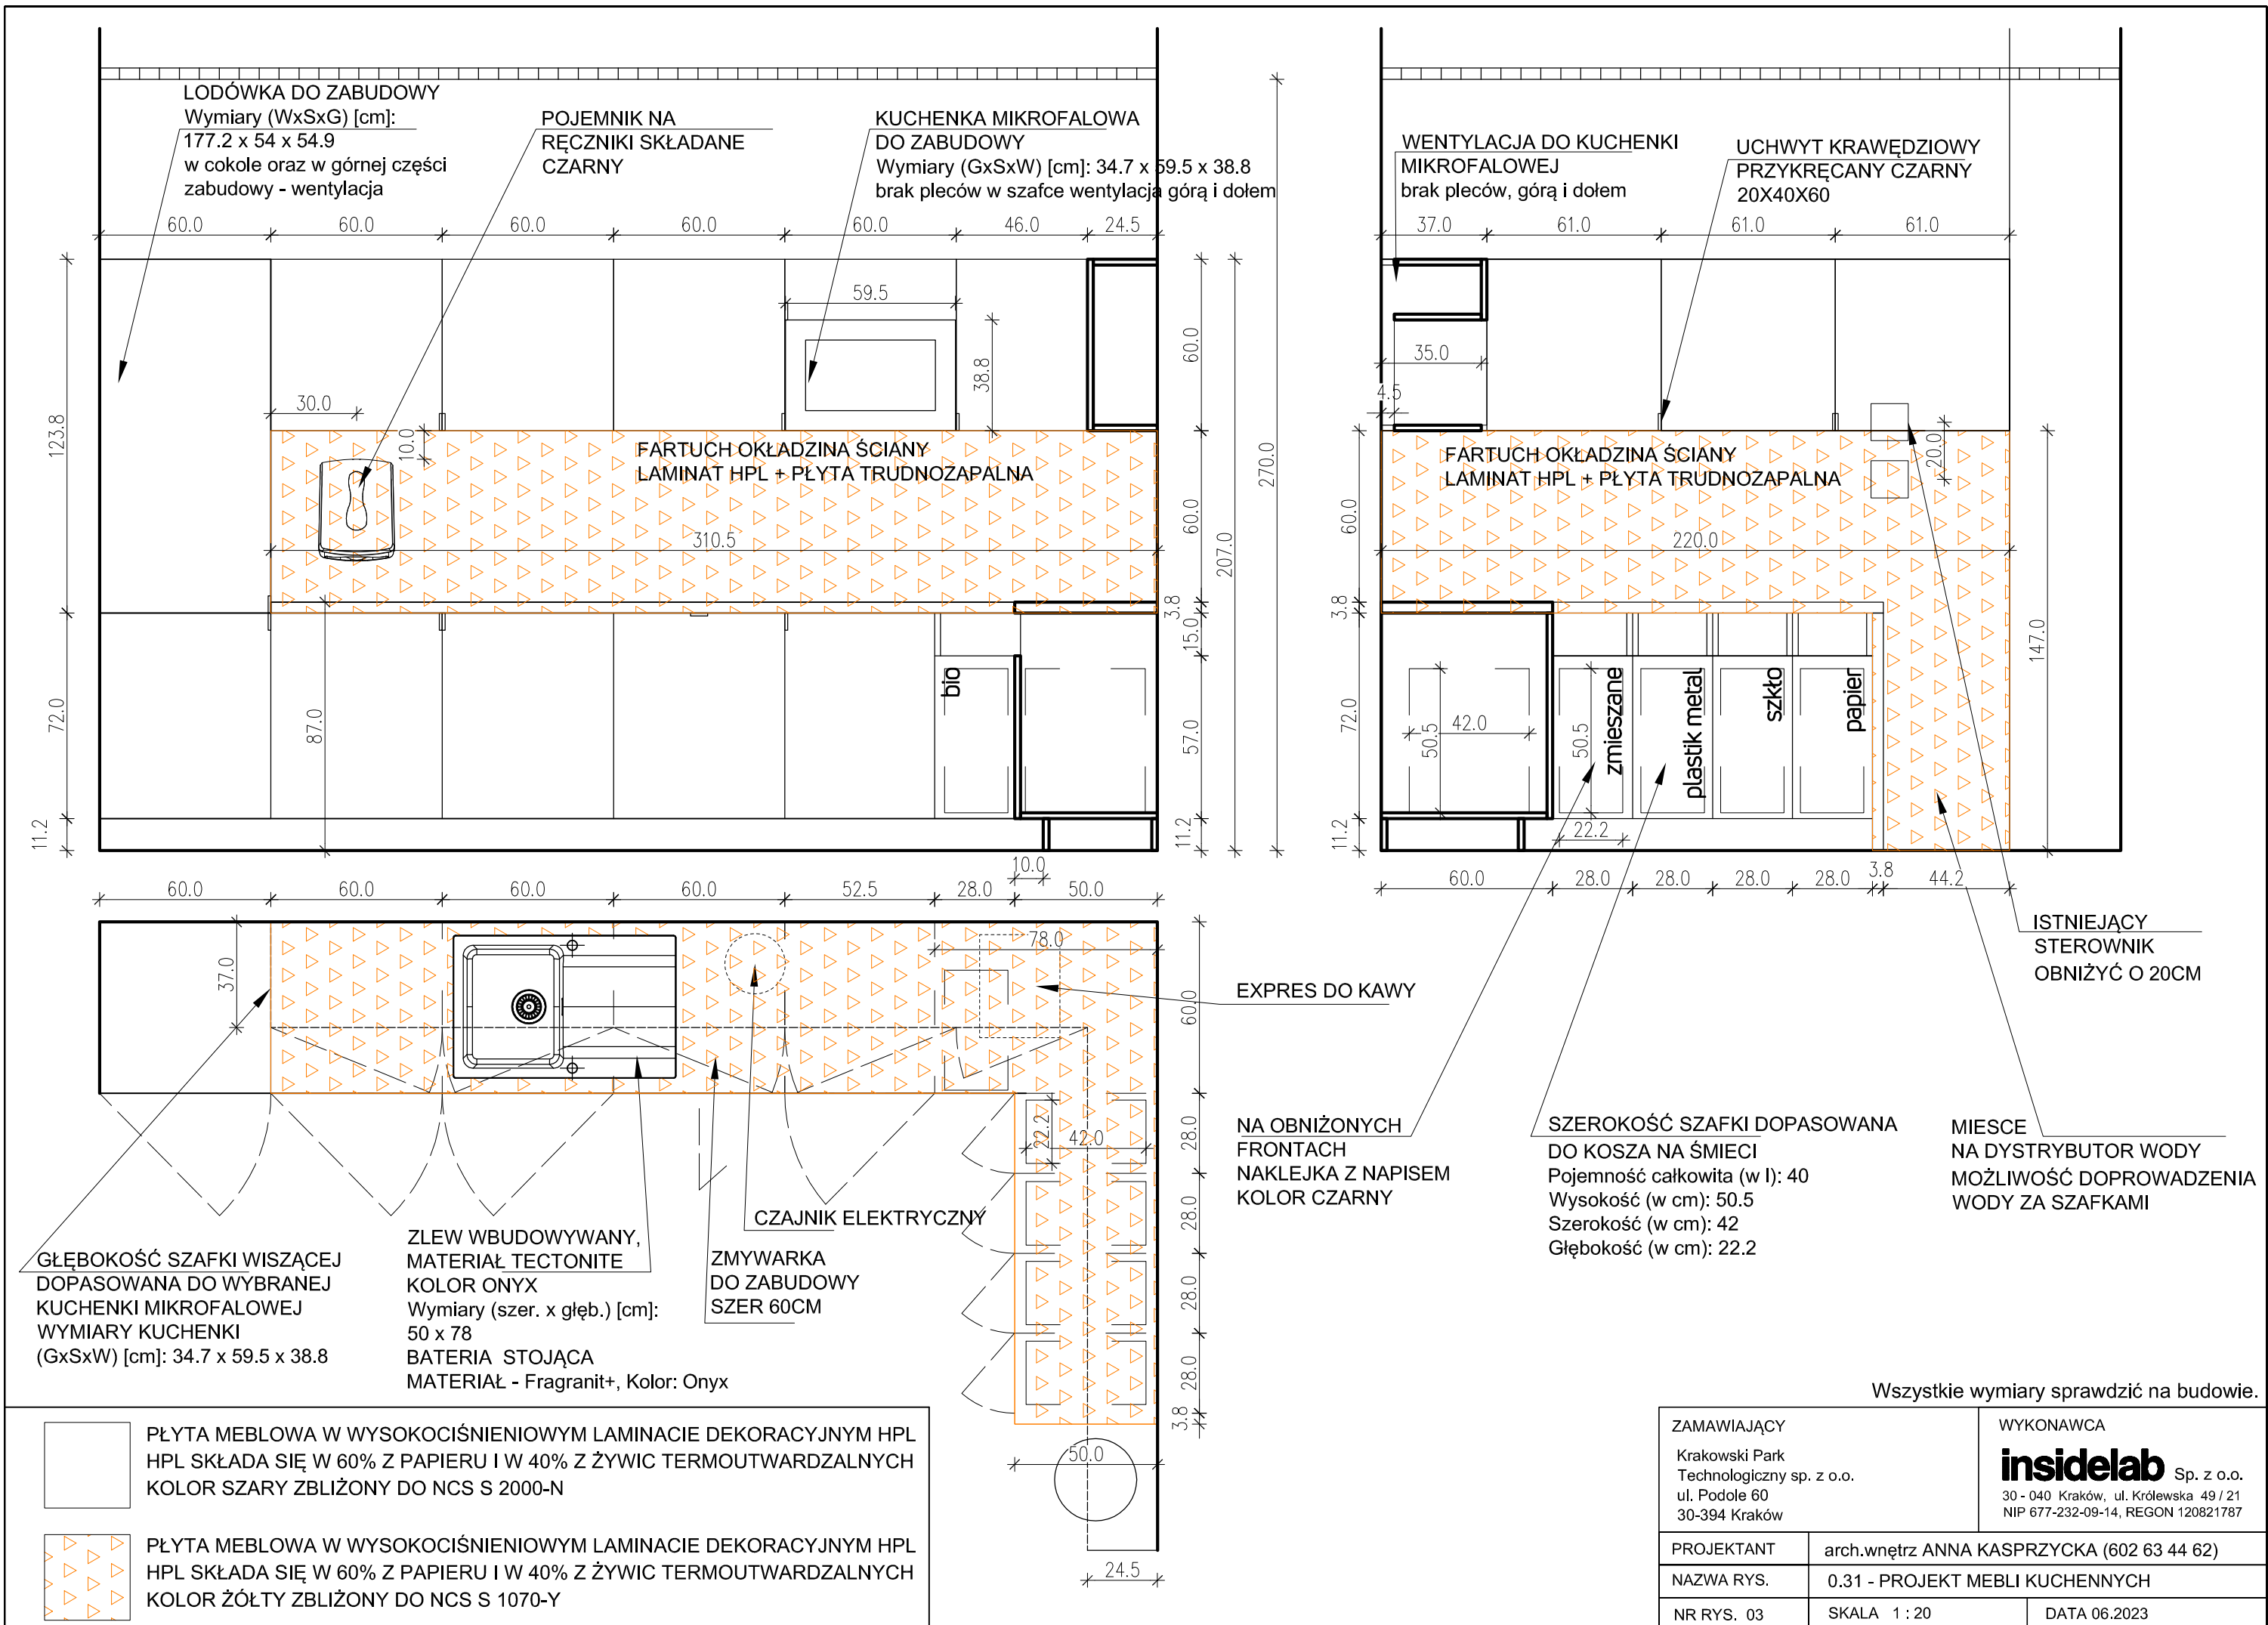 LODÓWKA DO ZABUDOWY
Wymiary (WxSxG) [cm]:
177.2 x 54 x 54.9
w cokole oraz w górnej części
zabudowy - wentylacja
POJEMNIK NA
RĘCZNIKI SKŁADANE
CZARNY
KUCHENKA MIKROFALOWA
DO ZABUDOWY
Wymiary (GxSxW) [cm]: 34.7 x 59.5 x 38.8
brak pleców w szafce wentylacja górą i dołem
WENTYLACJA DO KUCHENKI
MIKROFALOWEJ
brak pleców, górą i dołem
UCHWYT KRAWĘDZIOWY
PRZYKRĘCANY CZARNY
20X40X60
60.0 60.0 60.0 60.0 60.0 46.0 24.5
37.0 61.0 61.0 61.0
123.8
72.0
11.2
30.0
10.0
59.5
38.8
FARTUCH OKŁADZINA ŚCIANY
LAMINAT HPL + PŁYTA TRUDNOZAPALNA
310.5
87.0
bio
60.0
60.0
3.8
15.0
57.0
11.2
207.0
270.0
35.0
4.5
FARTUCH OKŁADZINA ŚCIANY
LAMINAT HPL + PŁYTA TRUDNOZAPALNA
20.0
220.0
60.0
3.8
72.0
11.2
50.5
42.0
50.5
22.2
zmieszane
plastik metal
szkło
papier
147.0
60.0 28.0 28.0 28.0 28.0 3.8 44.2
10.0
60.0 60.0 60.0 60.0 52.5 28.0 50.0
37.0
78.0
60.0
22.2
42.0
28.0
28.0
28.0
28.0
3.8
50.0
24.5
ISTNIEJĄCY
STEROWNIK
OBNIŻYĆ O 20CM
EXPRES DO KAWY
NA OBNIŻONYCH
FRONTACH
NAKLEJKA Z NAPISEM
KOLOR CZARNY
SZEROKOŚĆ SZAFKI DOPASOWANA
DO KOSZA NA ŚMIECI
Pojemność całkowita (w l): 40
Wysokość (w cm): 50.5
Szerokość (w cm): 42
Głębokość (w cm): 22.2
MIESCE
NA DYSTRYBUTOR WODY
MOŻLIWOŚĆ DOPROWADZENIA
WODY ZA SZAFKAMI
GŁĘBOKOŚĆ SZAFKI WISZĄCEJ
DOPASOWANA DO WYBRANEJ
KUCHENKI MIKROFALOWEJ
WYMIARY KUCHENKI
(GxSxW) [cm]: 34.7 x 59.5 x 38.8
ZLEW WBUDOWYWANY,
MATERIAŁ TECTONITE
KOLOR ONYX
Wymiary (szer. x głęb.) [cm]:
50 x 78
BATERIA STOJĄCA
MATERIAŁ - Fragranit+, Kolor: Onyx
CZAJNIK ELEKTRYCZNY
ZMYWARKA
DO ZABUDOWY
SZER 60CM
PŁYTA MEBLOWA W WYSOKOCIŚNIENIOWYM LAMINACIE DEKORACYJNYM HPL
HPL SKŁADA SIĘ W 60% Z PAPIERU I W 40% Z ŻYWIC TERMOUTWARDZALNYCH
KOLOR SZARY ZBLIŻONY DO NCS S 2000-N
PŁYTA MEBLOWA W WYSOKOCIŚNIENIOWYM LAMINACIE DEKORACYJNYM HPL
HPL SKŁADA SIĘ W 60% Z PAPIERU I W 40% Z ŻYWIC TERMOUTWARDZALNYCH
KOLOR ŻÓŁTY ZBLIŻONY DO NCS S 1070-Y
Wszystkie wymiary sprawdzić na budowie.
ZAMAWIAJĄCY
Krakowski Park
Technologiczny sp. z o.o.
ul. Podole 60
30-394 Kraków
WYKONAWCA
insidelab Sp. z o.o.
30 - 040 Kraków, ul. Królewska 49 / 21
NIP 677-232-09-14, REGON 120821787
PROJEKTANT arch.wnętrz ANNA KASPRZYCKA (602 63 44 62)
NAZWA RYS. 0.31 - PROJEKT MEBLI KUCHENNYCH
NR RYS. 03 SKALA 1 : 20 DATA 06.2023